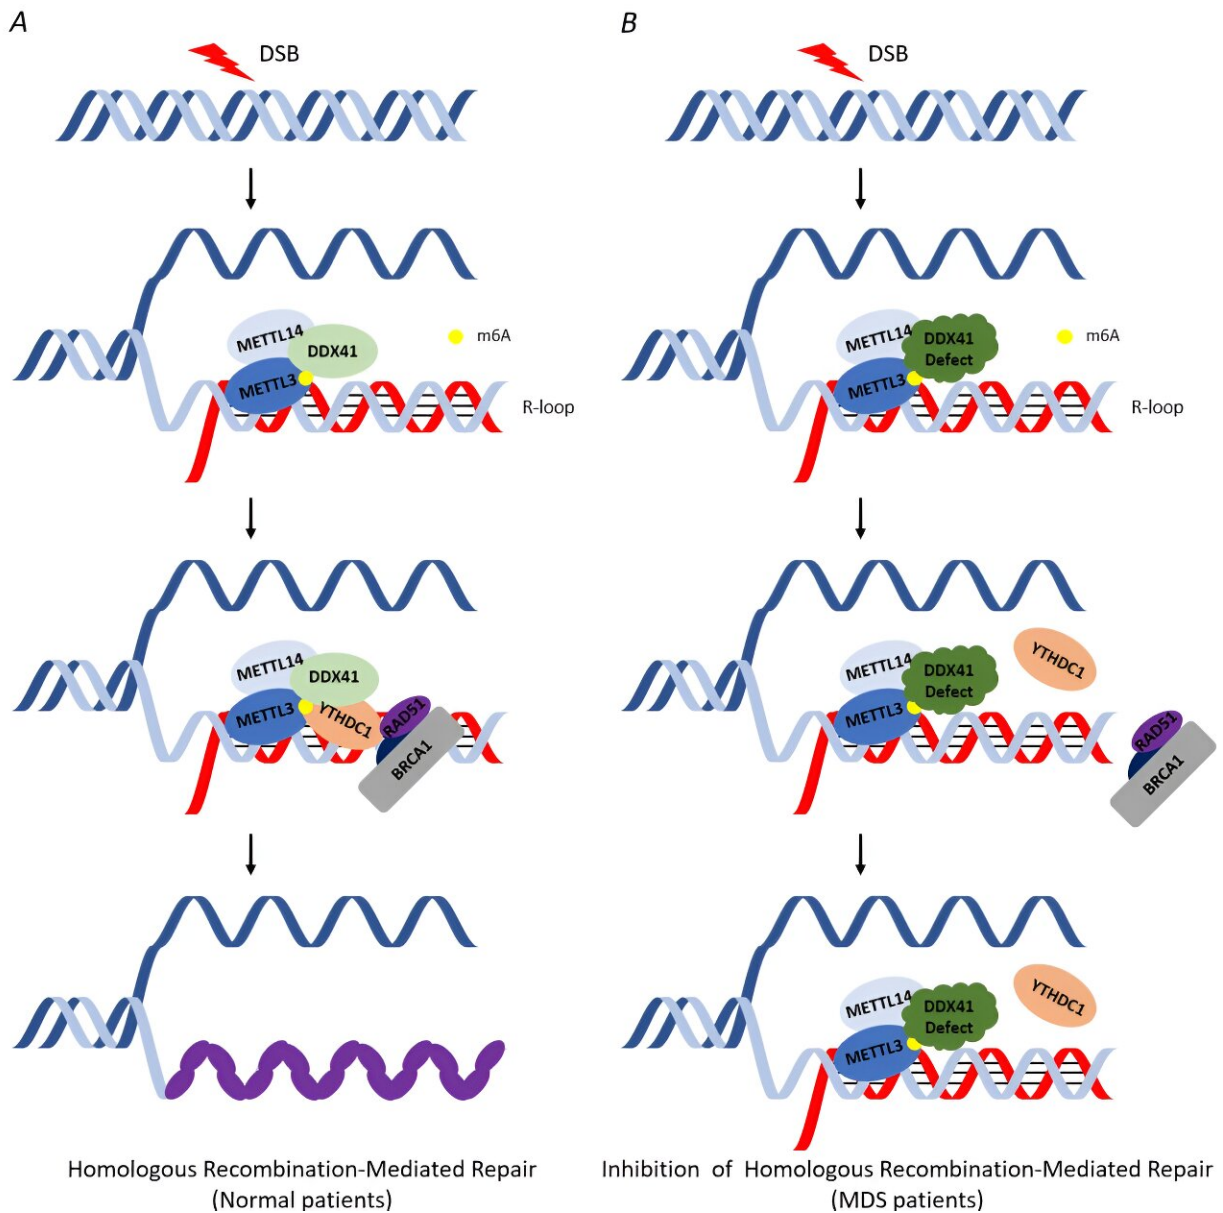 A
DSB
METTL14
DDX41
METTL3
m6A
R-loop
METTL14
DDX41
METTL3
YTHDC1
RAD51
BRCA1
Homologous Recombination-Mediated Repair
(Normal patients)
B
DSB
METTL14
DDX41
Defect
METTL3
m6A
R-loop
METTL14
DDX41
Defect
METTL3
YTHDC1
RAD51
BRCA1
METTL14
DDX41
Defect
METTL3
YTHDC1
Inhibition of Homologous Recombination-Mediated Repair
(MDS patients)